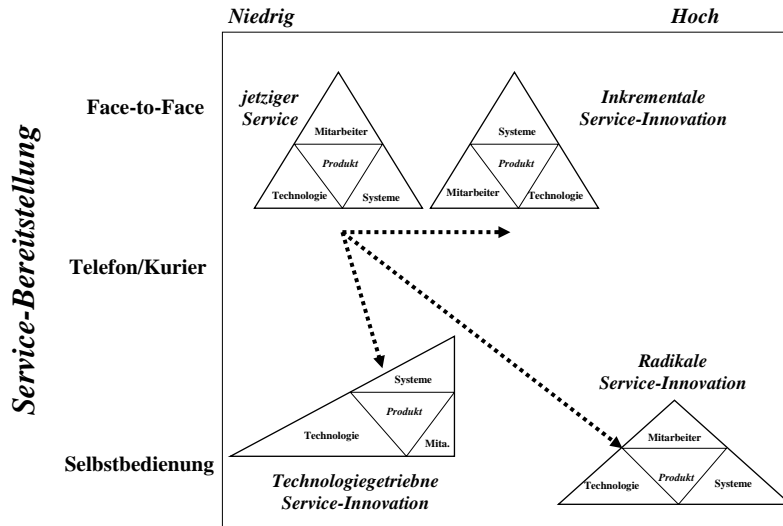 Niedrig
Hoch
Service-Bereitstellung
Face-to-Face
jetziger
Service
Inkrementale
Service-Innovation
Mitarbeiter
Produkt
Technologie
Systeme
Systeme
Produkt
Mitarbeiter
Technologie
Telefon/Kurier
Systeme
Produkt
Technologie
Mita.
Radikale
Service-Innovation
Mitarbeiter
Produkt
Technologie
Systeme
Selbstbedienung
Technologiegetriebne
Service-Innovation